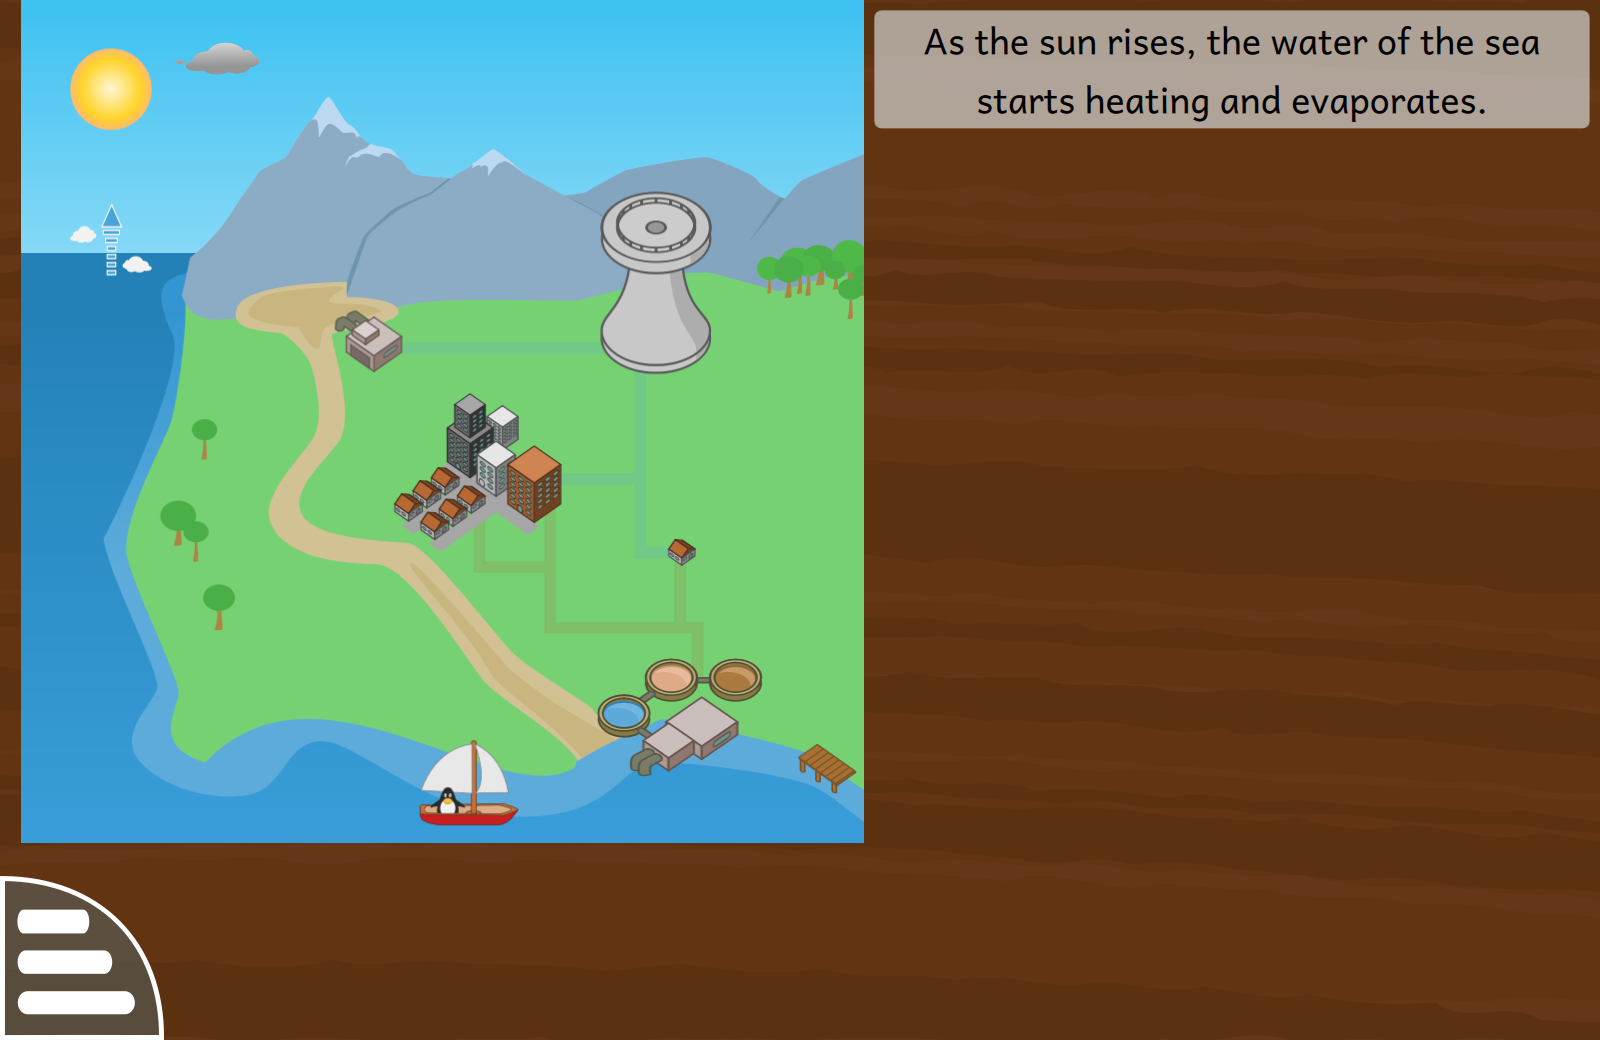 As the sun rises, the water of the sea
starts heating and evaporates.